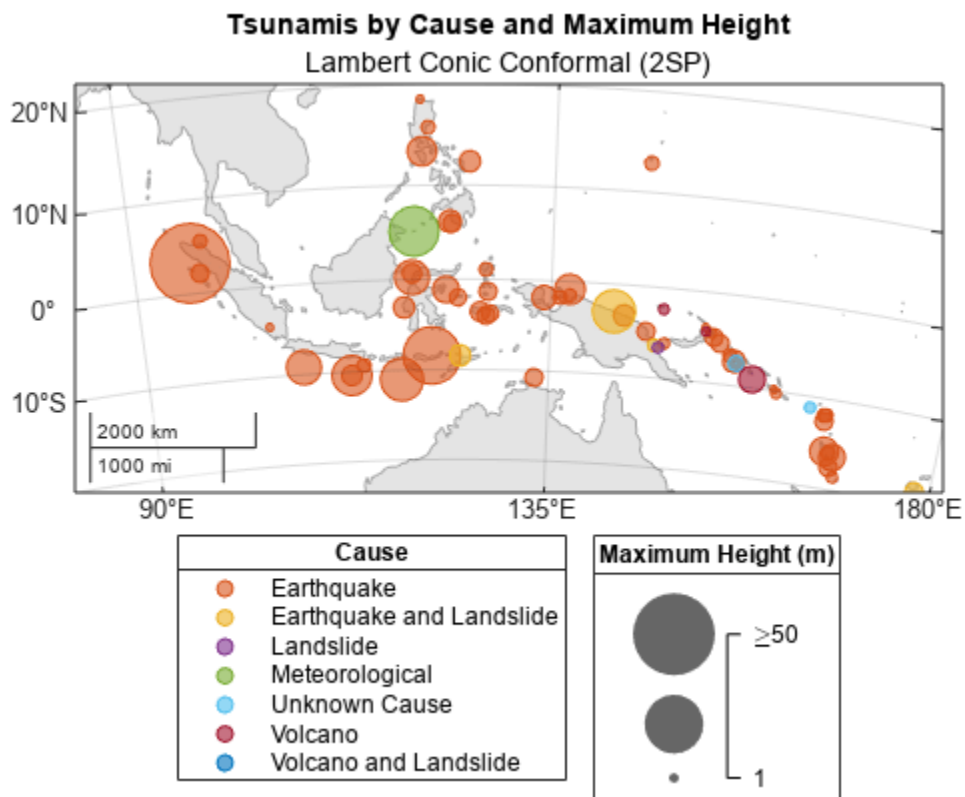 Tsunamis by Cause and Maximum Height
Lambert Conic Conformal (2SP)
20°N
10°N
0°
10°S
2000 km
1000 mi
90°E
135°E
180°E
Cause
Earthquake
Earthquake and Landslide
Landslide
Meteorological
Unknown Cause
Volcano
Volcano and Landslide
Maximum Height (m)
≥50
1